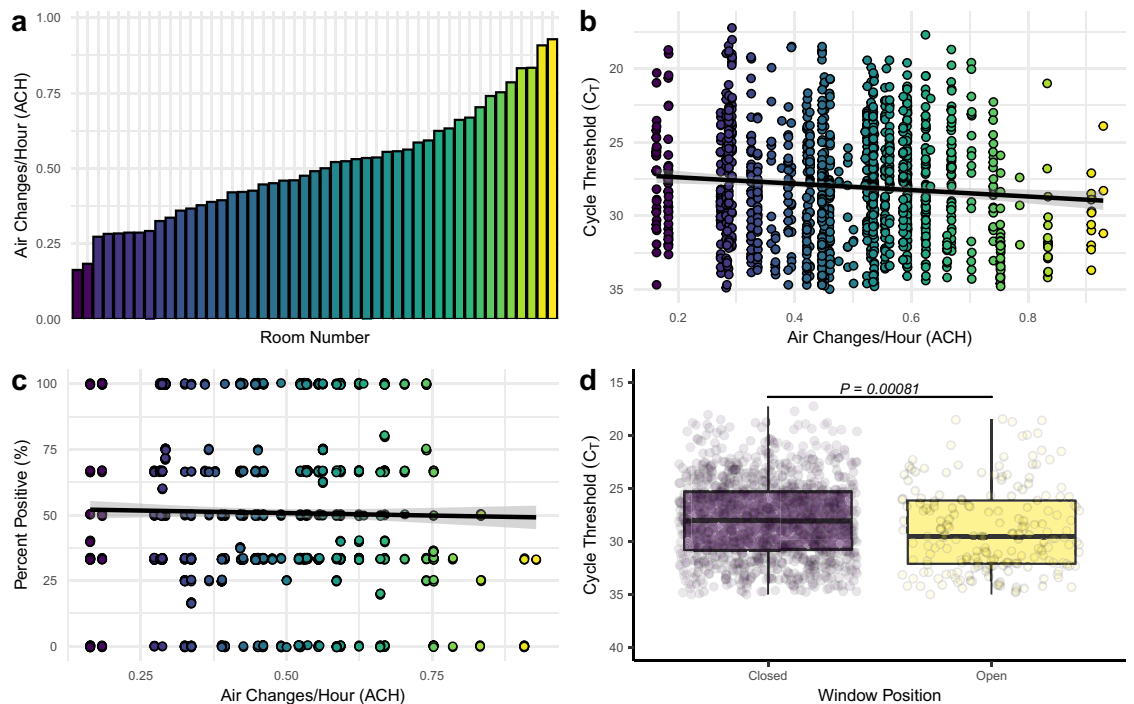 a
Air Changes/Hour (ACH)
1.00
0.75
0.50
0.25
0.00
Room Number
b
Cycle Threshold (CT)
20
25
30
35
0.2 0.4 0.6 0.8
Air Changes/Hour (ACH)
c
Percent Positive (%)
100
75
50
25
0
0.25 0.50 0.75
Air Changes/Hour (ACH)
d
Cycle Threshold (CT)
15
20
25
30
35
40
P = 0.00081
Closed Open
Window Position